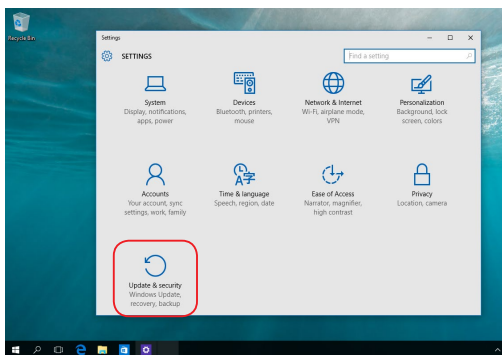 Recycle Bin
Settings
SETTINGS
Find a setting
System
Display, notifications,
apps, power
Devices
Bluetooth, printers,
mouse
Network & Internet
Wi-Fi, airplane mode,
VPN
Personalization
Background, lock
screen, colors
Accounts
Your account, sync
settings, work, family
Time & language
Speech, region, date
Ease of Access
Narrator, magnifier,
high contrast
Privacy
Location, camera
Update & security
Windows Update,
recovery, backup